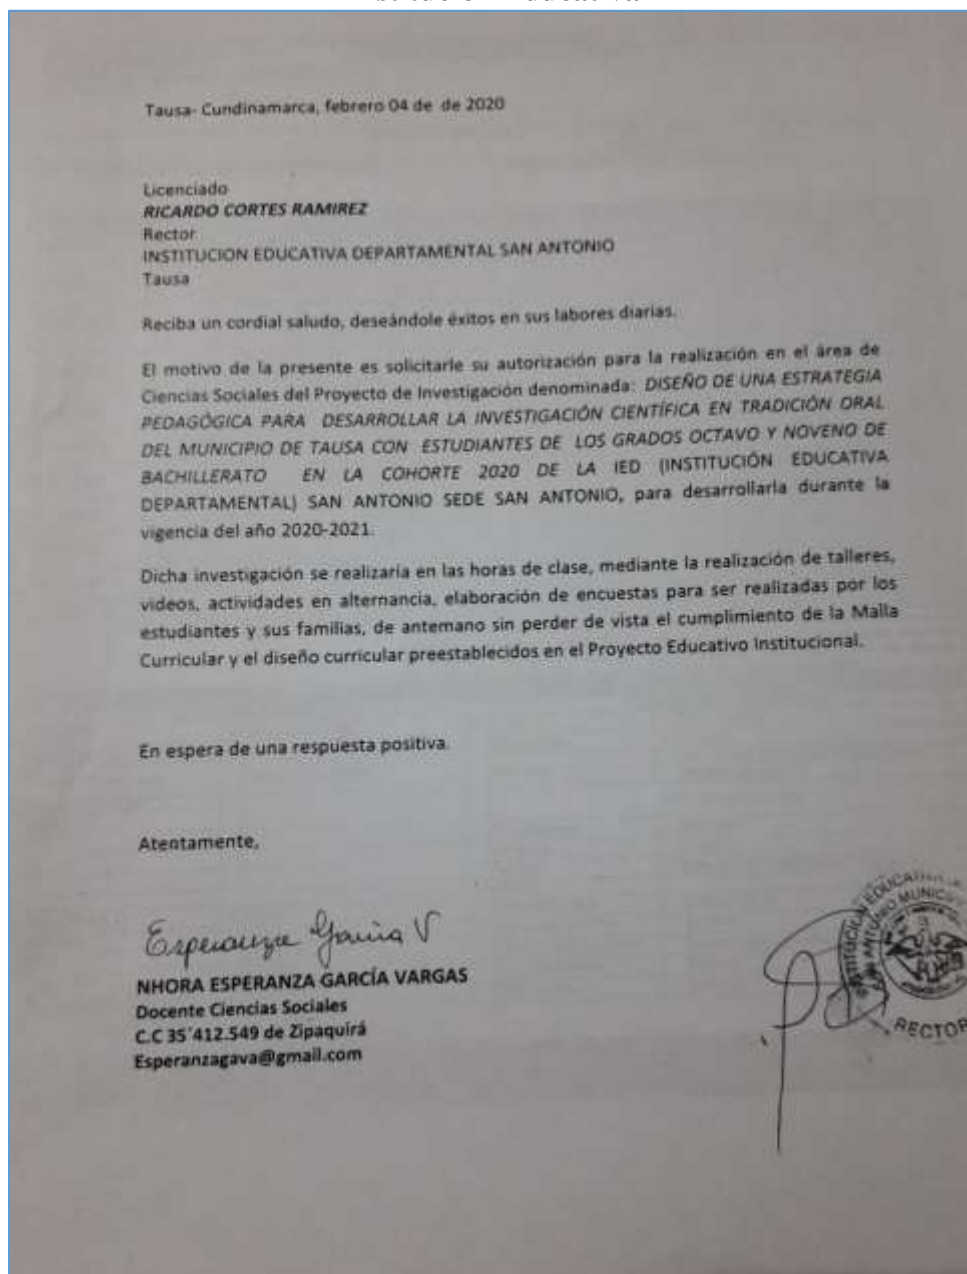 Tausa- Cundinamarca, febrero 04 de de 2020
Licenciado
RICARDO CORTES RAMIREZ
Rector
INSTITUCION EDUCATIVA DEPARTAMENTAL SAN ANTONIO
Tausa
Reciba un cordial saludo, deseándole éxitos en sus labores diarias.
El motivo de la presente es solicitarle su autorización para la realización en el área de
Ciencias Sociales del Proyecto de Investigación denominada: DISEÑO DE UNA ESTRATEGIA
PEDAGÓGICA PARA DESARROLLAR LA INVESTIGACIÓN CIENTÍFICA EN TRADICIÓN ORAL
DEL MUNICIPIO DE TAUSA CON ESTUDIANTES DE LOS GRADOS OCTAVO Y NOVENO DE
BACHILLERATO EN LA COHORTE 2020 DE LA IED (INSTITUCIÓN EDUCATIVA
DEPARTAMENTAL) SAN ANTONIO SEDE SAN ANTONIO, para desarrollarla durante la
vigencia del año 2020-2021.
Dicha investigación se realizaría en las horas de clase, mediante la realización de talleres,
videos, actividades en alternancia, elaboración de encuestas para ser realizadas por los
estudiantes y sus familias, de antemano sin perder de vista el cumplimiento de la Malla
Curricular y el diseño curricular preestablecidos en el Proyecto Educativo Institucional.
En espera de una respuesta positiva.
Atentamente,
Esperanza García V
NHORA ESPERANZA GARCÍA VARGAS
Docente Ciencias Sociales
C.C 35´412.549 de Zipaquirá
Esperanzagava@gmail.com
SAN ANTONIO
RECTOR